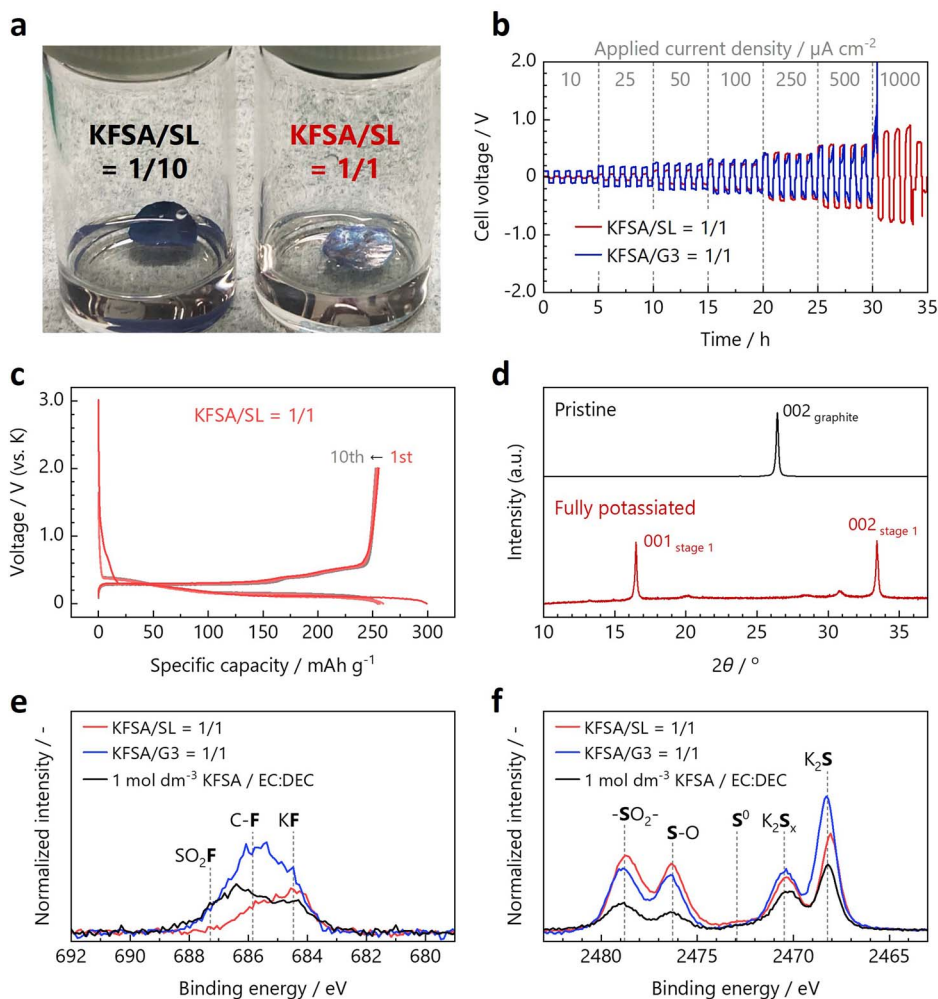 a
KFSA/SL
= 1/10
KFSA/SL
= 1/1
b
Applied current density / μA cm⁻²
10 25 50 100 250 500 1000
2.0
1.0
0
-1.0
-2.0
Cell voltage / V
KFSA/SL = 1/1
KFSA/G3 = 1/1
0 5 10 15 20 25 30 35
Time / h
c
KFSA/SL = 1/1
10th ← 1st
3.0
2.0
1.0
0
Voltage / V (vs. K)
0 50 100 150 200 250 300
Specific capacity / mAh g⁻¹
d
Pristine
002 graphite
Fully potassiated
001 stage 1
002 stage 1
Intensity (a.u.)
10 15 20 25 30 35
2θ / °
e
KFSA/SL = 1/1
KFSA/G3 = 1/1
1 mol dm⁻³ KFSA / EC:DEC
SO₂F
C-F
KF
Normalized intensity / -
692 690 688 686 684 682 680
Binding energy / eV
f
KFSA/SL = 1/1
KFSA/G3 = 1/1
1 mol dm⁻³ KFSA / EC:DEC
-SO₂-
S-O
S⁰
K₂Sₓ
K₂S
Normalized intensity / -
2480 2475 2470 2465
Binding energy / eV